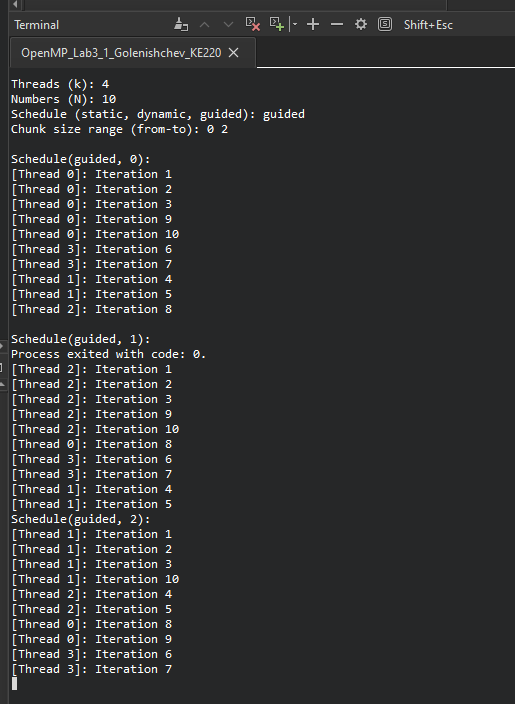 Terminal
Shift+Esc
OpenMP_Lab3_1_Golenishchev_KE220
Threads (k): 4
Numbers (N): 10
Schedule (static, dynamic, guided): guided
Chunk size range (from-to): 0 2
Schedule(guided, 0):
[Thread 0]: Iteration 1
[Thread 0]: Iteration 2
[Thread 0]: Iteration 3
[Thread 0]: Iteration 9
[Thread 0]: Iteration 10
[Thread 3]: Iteration 6
[Thread 3]: Iteration 7
[Thread 1]: Iteration 4
[Thread 1]: Iteration 5
[Thread 2]: Iteration 8
Schedule(guided, 1):
Process exited with code: 0.
[Thread 2]: Iteration 1
[Thread 2]: Iteration 2
[Thread 2]: Iteration 3
[Thread 2]: Iteration 9
[Thread 2]: Iteration 10
[Thread 0]: Iteration 8
[Thread 3]: Iteration 6
[Thread 3]: Iteration 7
[Thread 1]: Iteration 4
[Thread 1]: Iteration 5
Schedule(guided, 2):
[Thread 1]: Iteration 1
[Thread 1]: Iteration 2
[Thread 1]: Iteration 3
[Thread 1]: Iteration 10
[Thread 2]: Iteration 4
[Thread 2]: Iteration 5
[Thread 0]: Iteration 8
[Thread 0]: Iteration 9
[Thread 3]: Iteration 6
[Thread 3]: Iteration 7